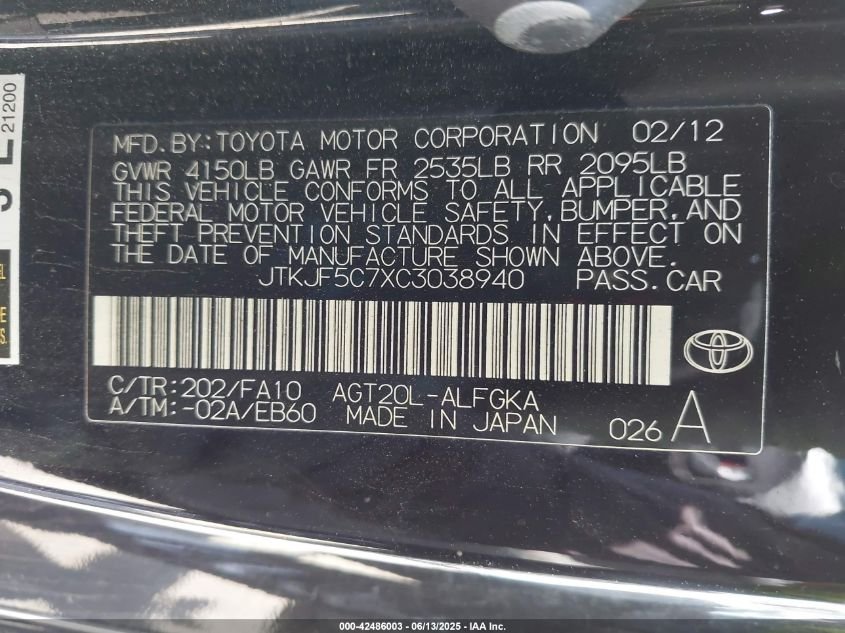 MFD. BY: TOYOTA MOTOR CORPORATION 02/12
GVWR 4150LB GAWR FR 2535LB RR 2095LB
THIS VEHICLE CONFORMS TO ALL APPLICABLE
FEDERAL MOTOR VEHICLE SAFETY, BUMPER, AND
THEFT PREVENTION STANDARDS IN EFFECT ON
THE DATE OF MANUFACTURE SHOWN ABOVE.
JTKJF5C7XC3038940 PASS. CAR
C/TR: 202/FA10 AGT20L-ALFGKA
A/TM: -02A/EB60 MADE IN JAPAN
026 A
21200
000-42486003 - 06/13/2025 - IAA Inc.